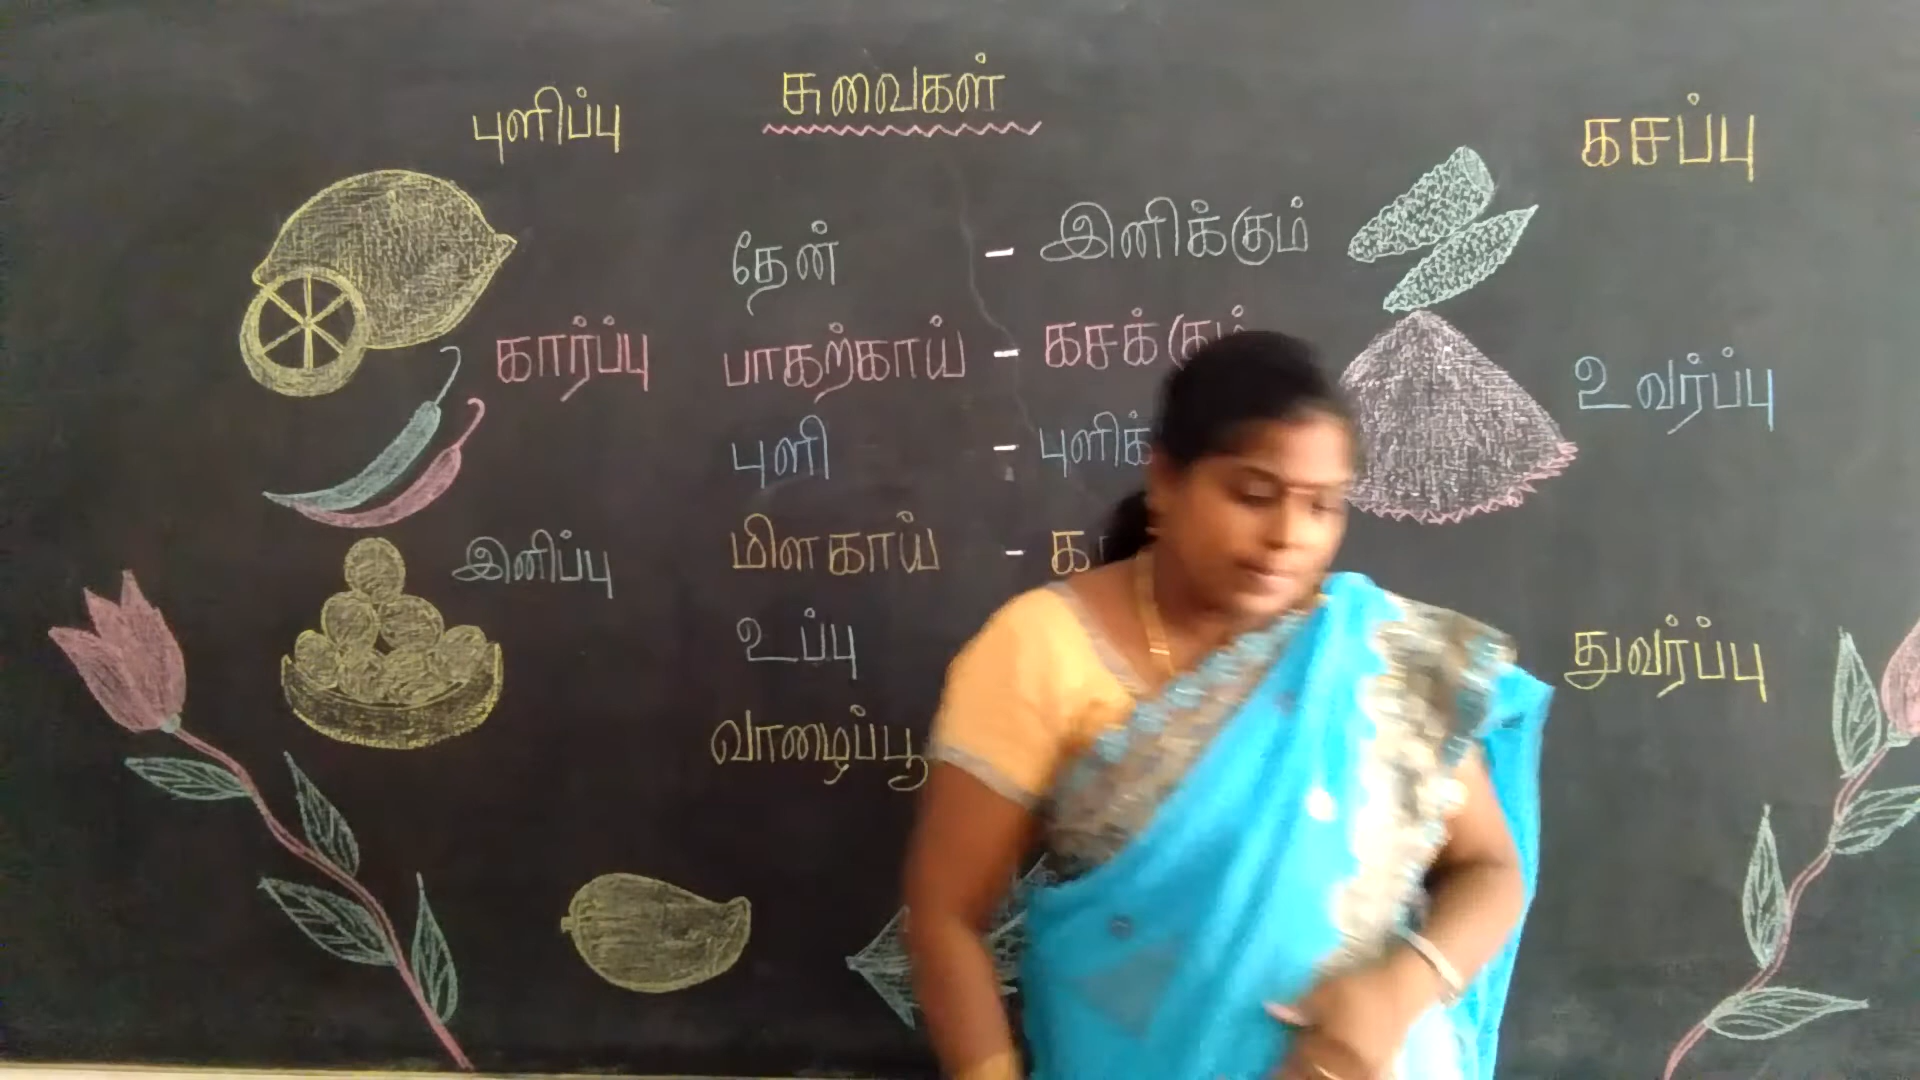 சுவைகள்
புளிப்பு
கசப்பு
தேன் - இனிக்கும்
கார்ப்பு
பாகற்காய் - கசக்கும்
உவர்ப்பு
புளி -
இனிப்பு
மிளகாய் -
உப்பு
துவர்ப்பு
வாழைப்பூ